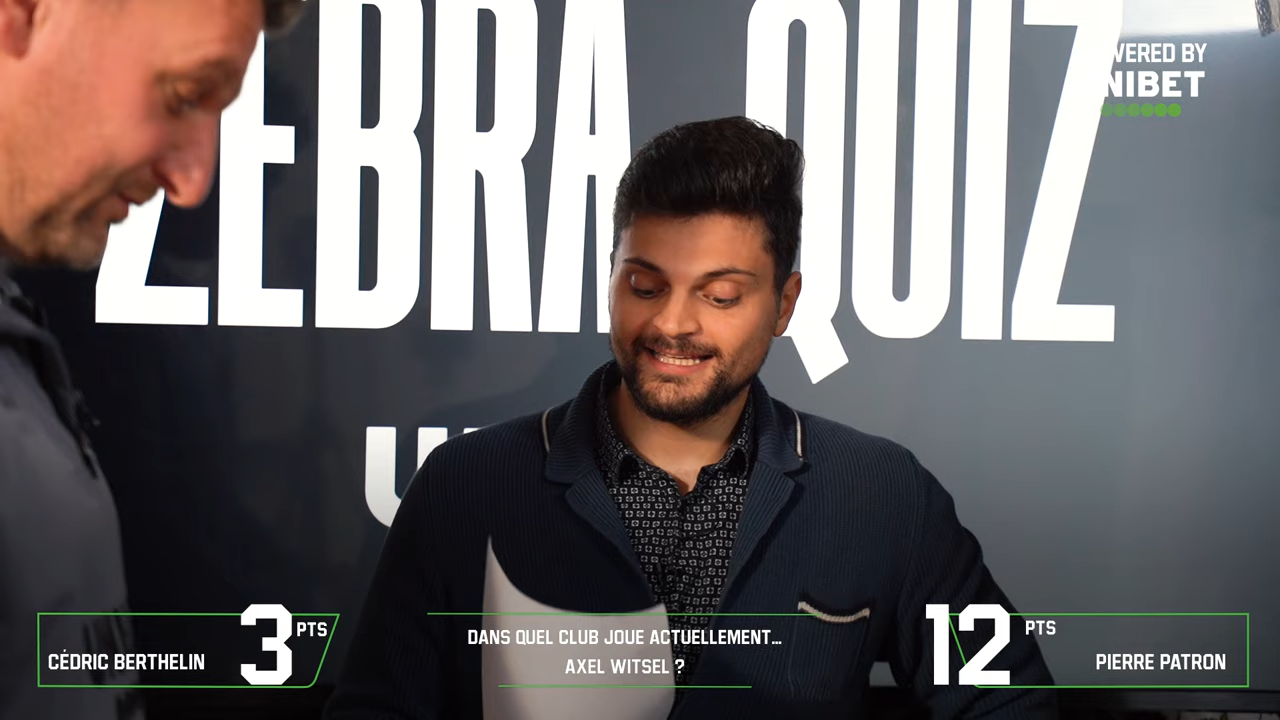 ZEBRA QUIZ
WERED BY
NIBET
3 PTS
CÉDRIC BERTHELIN
DANS QUEL CLUB JOUE ACTUELLEMENT...
AXEL WITSEL ?
12 PTS
PIERRE PATRON